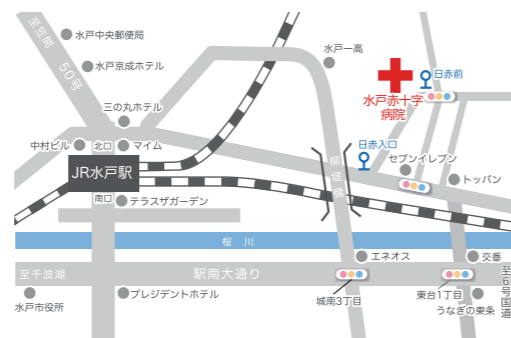 至笠間
50号
水戸中央郵便局
水戸京成ホテル
三の丸ホテル
水戸一高
日赤前
水戸赤十字
病院
中村ビル
北口
マイム
日赤入口
セブンイレブン
JR水戸駅
トッパン
南口
テラスザガーデン
桜 川
エネオス
交番
至千波湖
駅南大通り
至6号国道
水戸市役所
プレジデントホテル
城南3丁目
東台1丁目
うなぎの東条